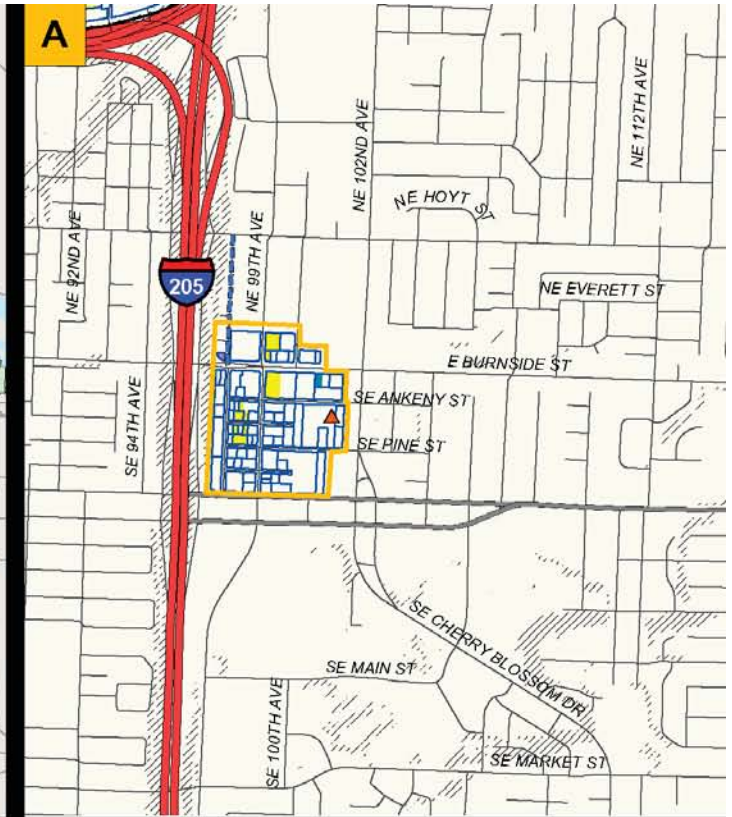 A
NE 102ND AVE
NE 112TH AVE
NE HOYT ST
NE 92ND AVE
NE 99TH AVE
205
NE EVERETT ST
E BURNSIDE ST
SE 94TH AVE
SE ANKENY ST
SE PINE ST
SE CHERRY BLOSSOM DR
SE MAIN ST
SE 100TH AVE
SE MARKET ST